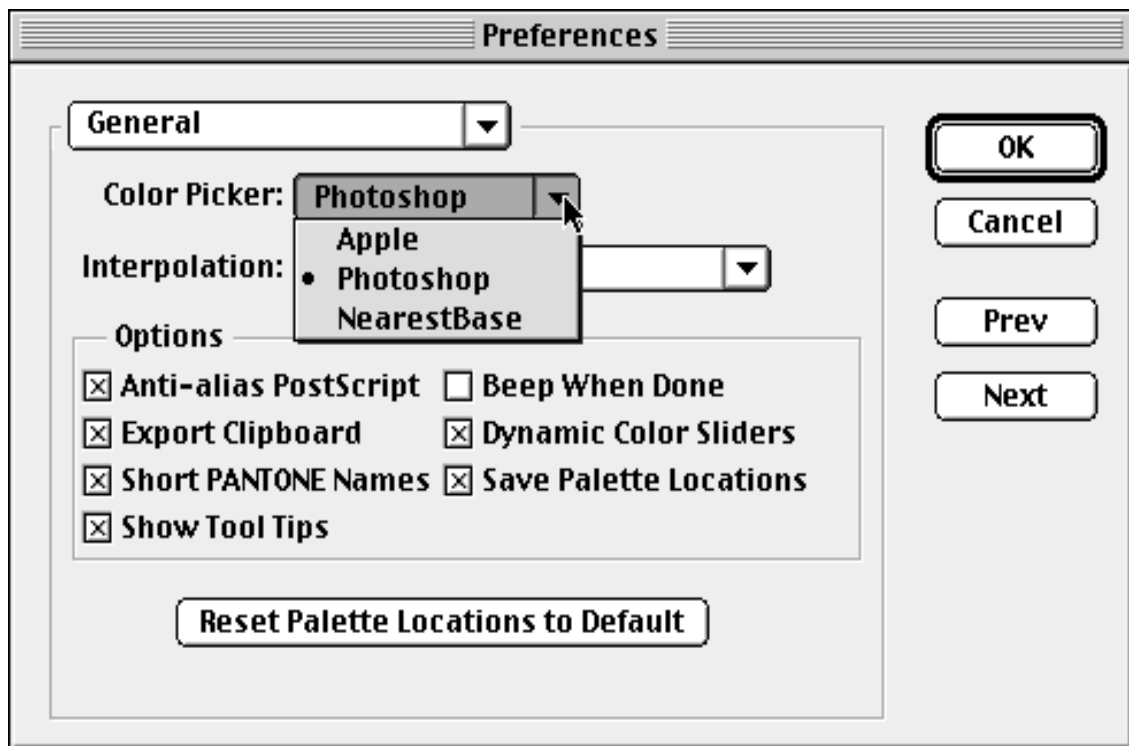 Preferences
General
OK
Color Picker: Photoshop
Cancel
Apple
Interpolation:
Photoshop
NearestBase
Prev
Options
Anti-alias PostScript Beep When Done
Next
Export Clipboard Dynamic Color Sliders
Short PANTONE Names Save Palette Locations
Show Tool Tips
Reset Palette Locations to Default